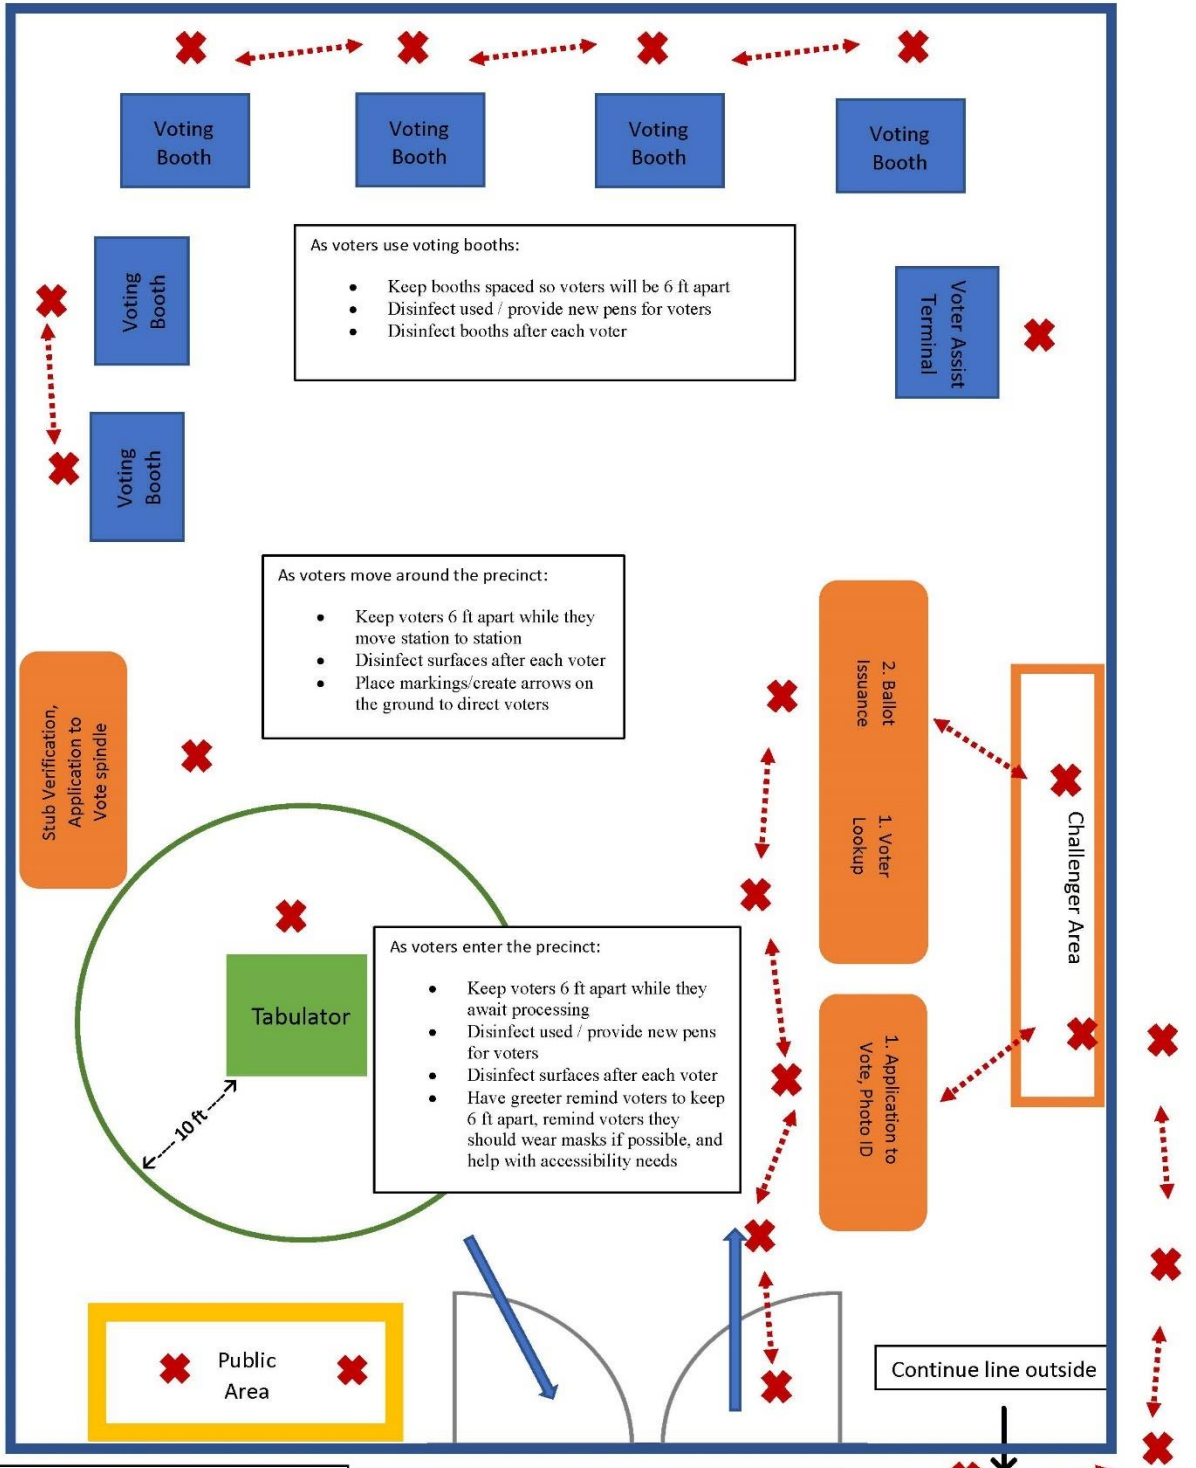 Voting
Booth
Voting
Booth
Voting
Booth
Voting
Booth
As voters use voting booths:
• Keep booths spaced so voters will be 6 ft apart
• Disinfect used / provide new pens for voters
• Disinfect booths after each voter
Voting
Booth
Voter Assist
Terminal
Voting
Booth
As voters move around the precinct:
• Keep voters 6 ft apart while they
move station to station
• Disinfect surfaces after each voter
• Place markings/create arrows on
the ground to direct voters
2. Ballot
Issuance
1. Voter
Lookup
Stub Verification,
Application to
Vote spindle
Challenger Area
As voters enter the precinct:
• Keep voters 6 ft apart while they
await processing
• Disinfect used / provide new pens
for voters
• Disinfect surfaces after each voter
• Have greeter remind voters to keep
6 ft apart, remind voters they
should wear masks if possible, and
help with accessibility needs
Tabulator
10 ft
1. Application to
Vote, Photo ID
Public
Area
Continue line outside